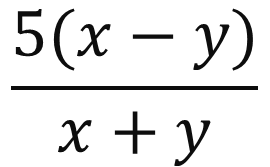 5(x − y)
x + y